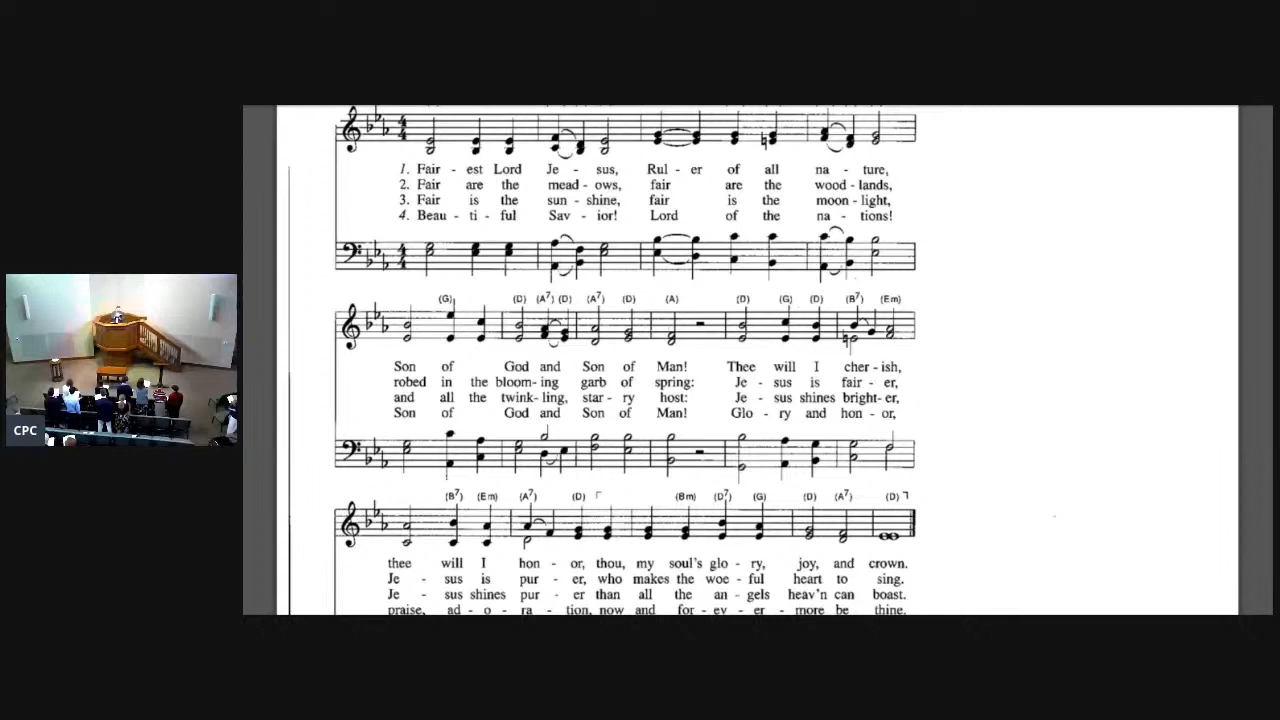 1. Fair - est Lord Je - sus, Rul - er of all na - ture,
2. Fair are the mead - ows, fair are the wood - lands,
3. Fair is the sun - shine, fair is the moon - light,
4. Beau - ti - ful Sav - ior! Lord of the na - tions!
(G) (D) (A7) (D) (A7) (D) (A) (D) (G) (D) (B7) (Em)
Son of God and Son of Man! Thee will I cher - ish,
robed in the bloom - ing garb of spring: Je - sus is fair - er,
and all the twink - ling, star - ry host: Je - sus shines bright - er,
Son of God and Son of Man! Glo - ry and hon - or,
(B7) (Em) (A7) (D) (Bm) (D7) (G) (D) (A7) (D)
thee will I hon - or, thou, my soul's glo - ry, joy, and crown.
Je - sus is pur - er, who makes the woe - ful heart to sing.
Je - sus shines pur - er than all the an - gels heav'n can boast.
praise, ad - o - ra - tion, now and for - ev - er - more be thine.
CPC